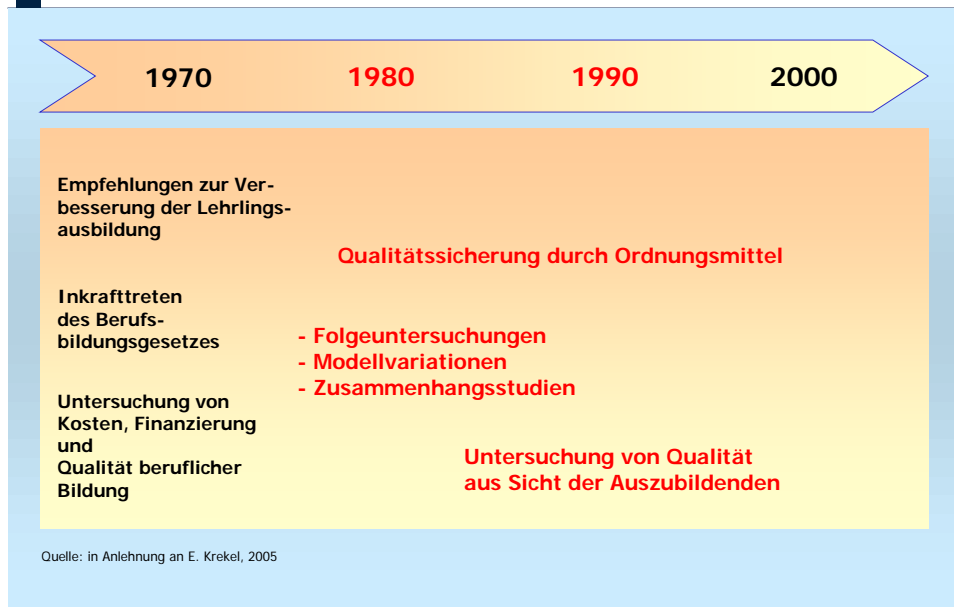 1970 1980 1990 2000
Empfehlungen zur Ver-
besserung der Lehrlings-
ausbildung
Qualitätssicherung durch Ordnungsmittel
Inkrafttreten
des Berufs-
bildungsgesetzes
- Folgeuntersuchungen
- Modellvariationen
- Zusammenhangsstudien
Untersuchung von
Kosten, Finanzierung
und
Qualität beruflicher
Bildung
Untersuchung von Qualität
aus Sicht der Auszubildenden
Quelle: in Anlehnung an E. Krekel, 2005